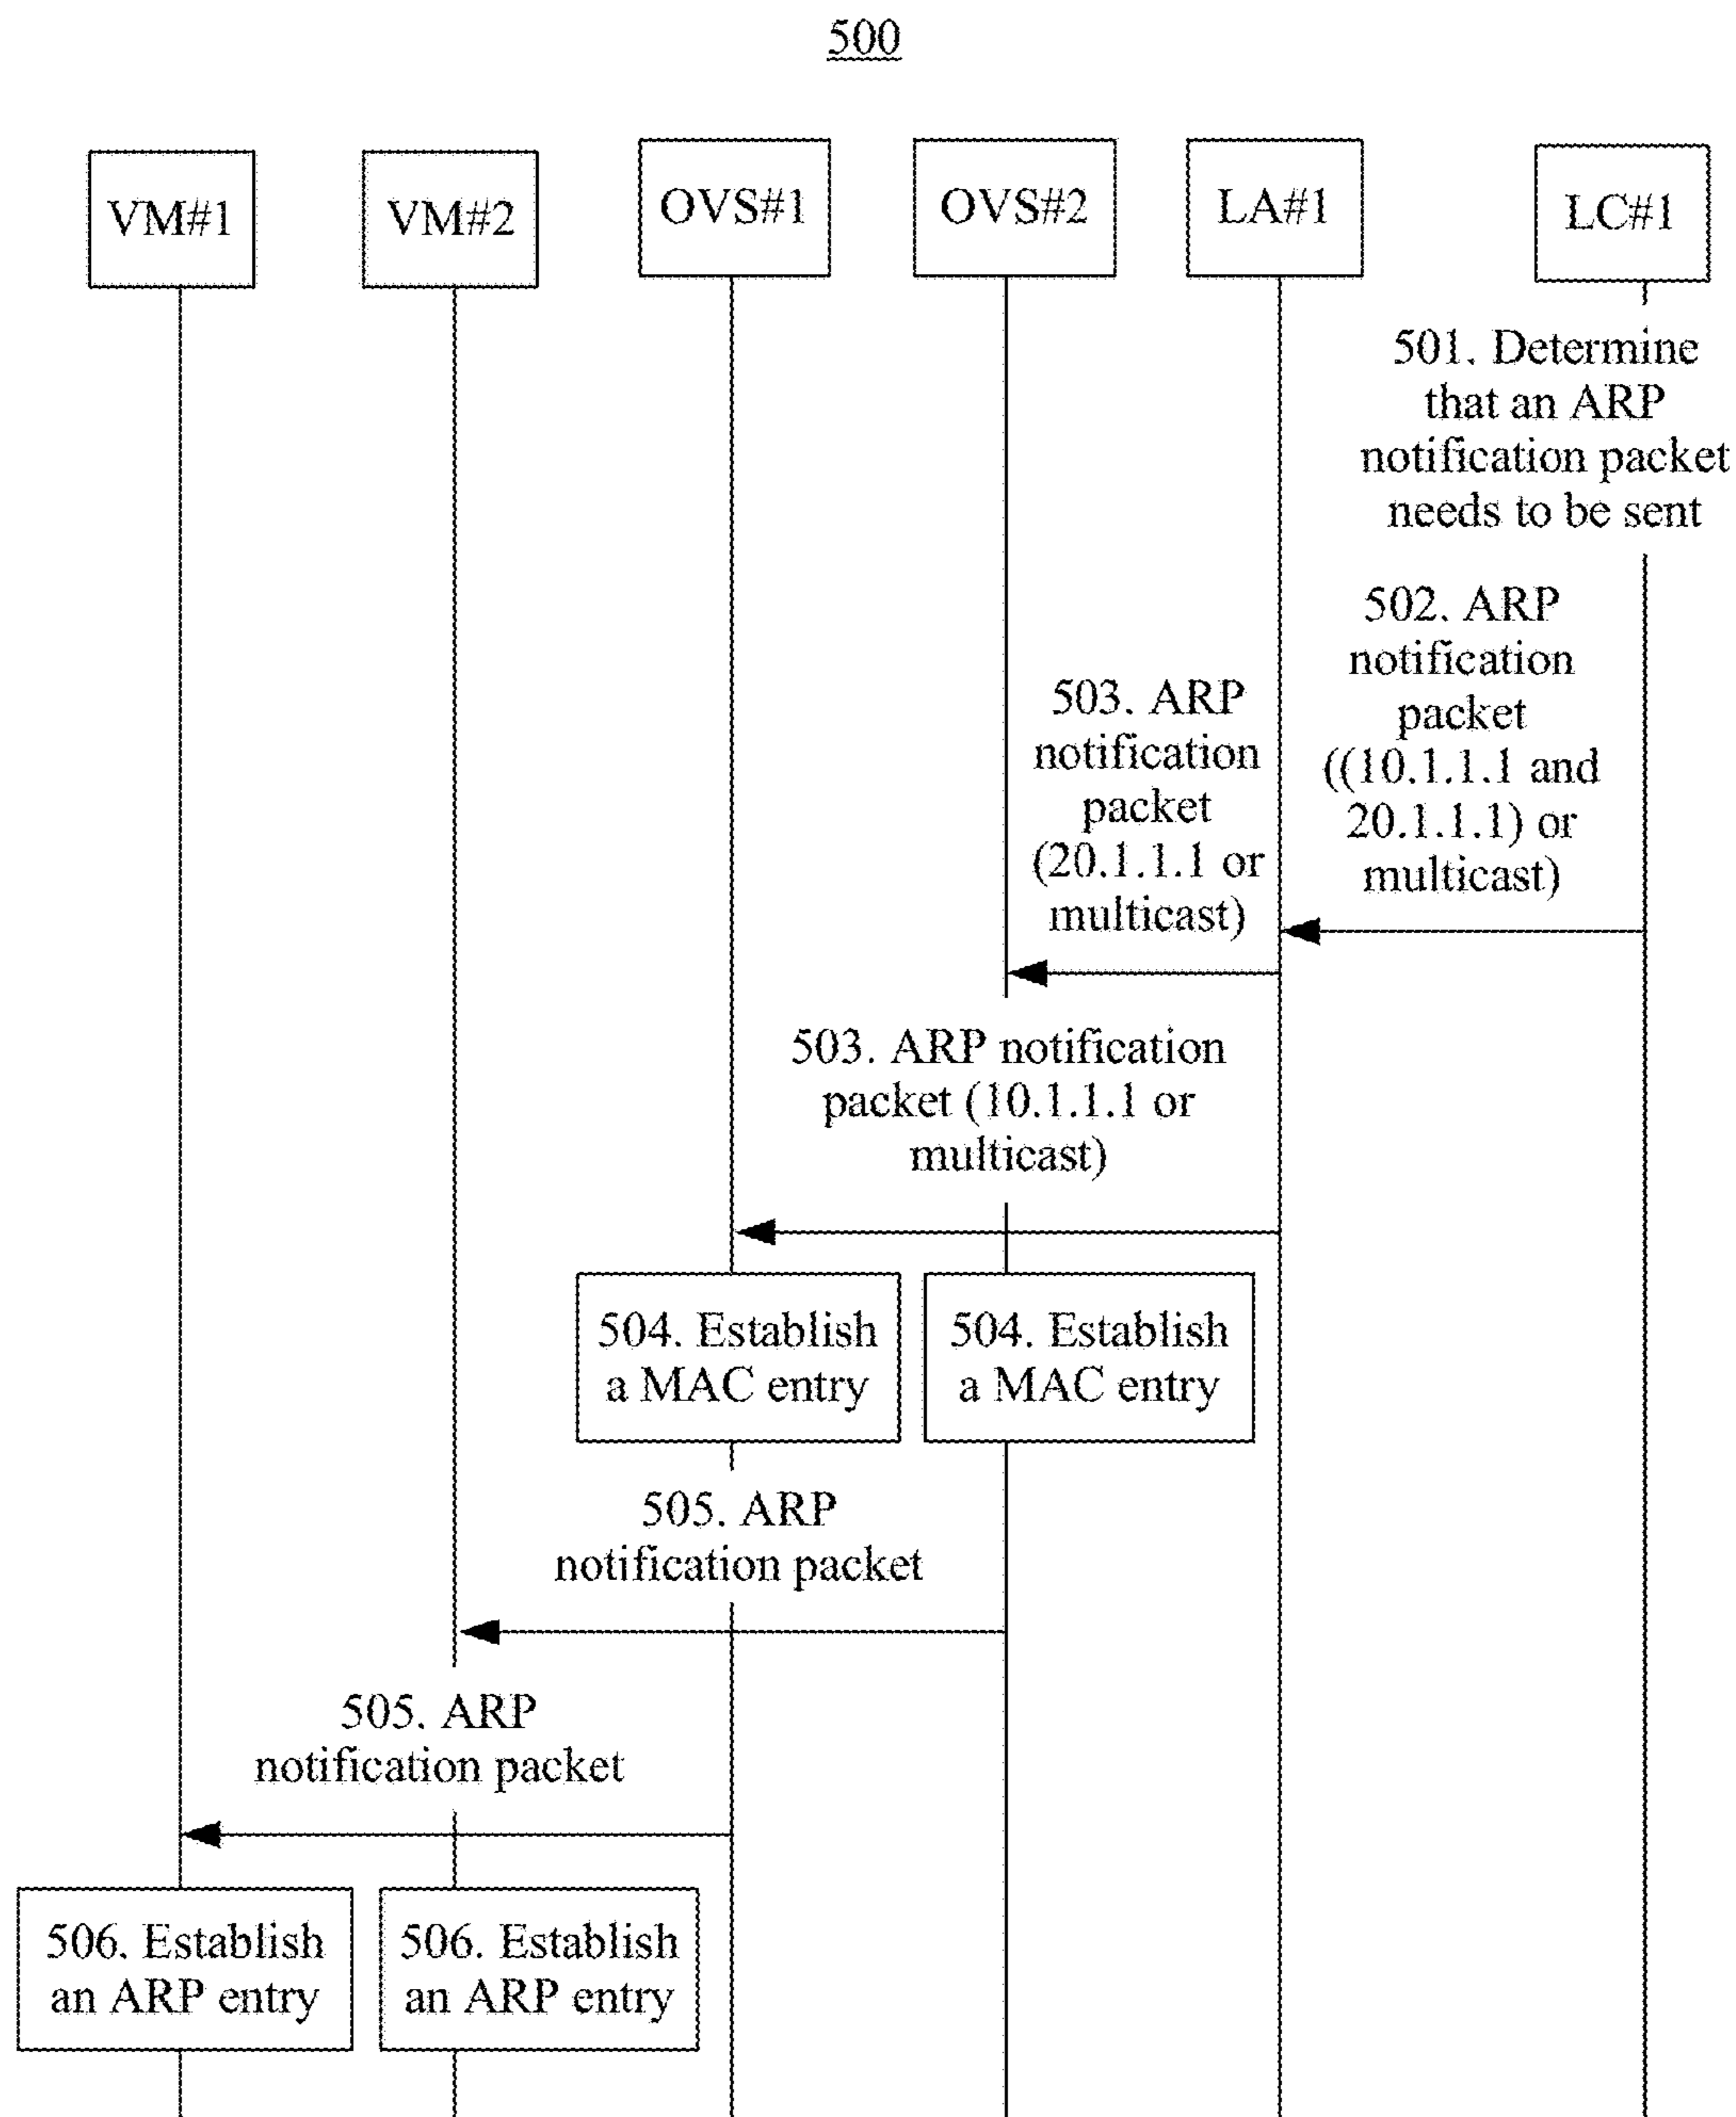 500
VM#1
VM#2
OVS#1
OVS#2
LA#1
LC#1
501. Determine
that an ARP
notification packet
needs to be sent
502. ARP
notification
packet
((10.1.1.1 and
20.1.1.1) or
multicast)
503. ARP
notification
packet
(20.1.1.1 or
multicast)
503. ARP notification
packet (10.1.1.1 or
multicast)
504. Establish
a MAC entry
504. Establish
a MAC entry
505. ARP
notification packet
505. ARP
notification packet
506. Establish
an ARP entry
506. Establish
an ARP entry